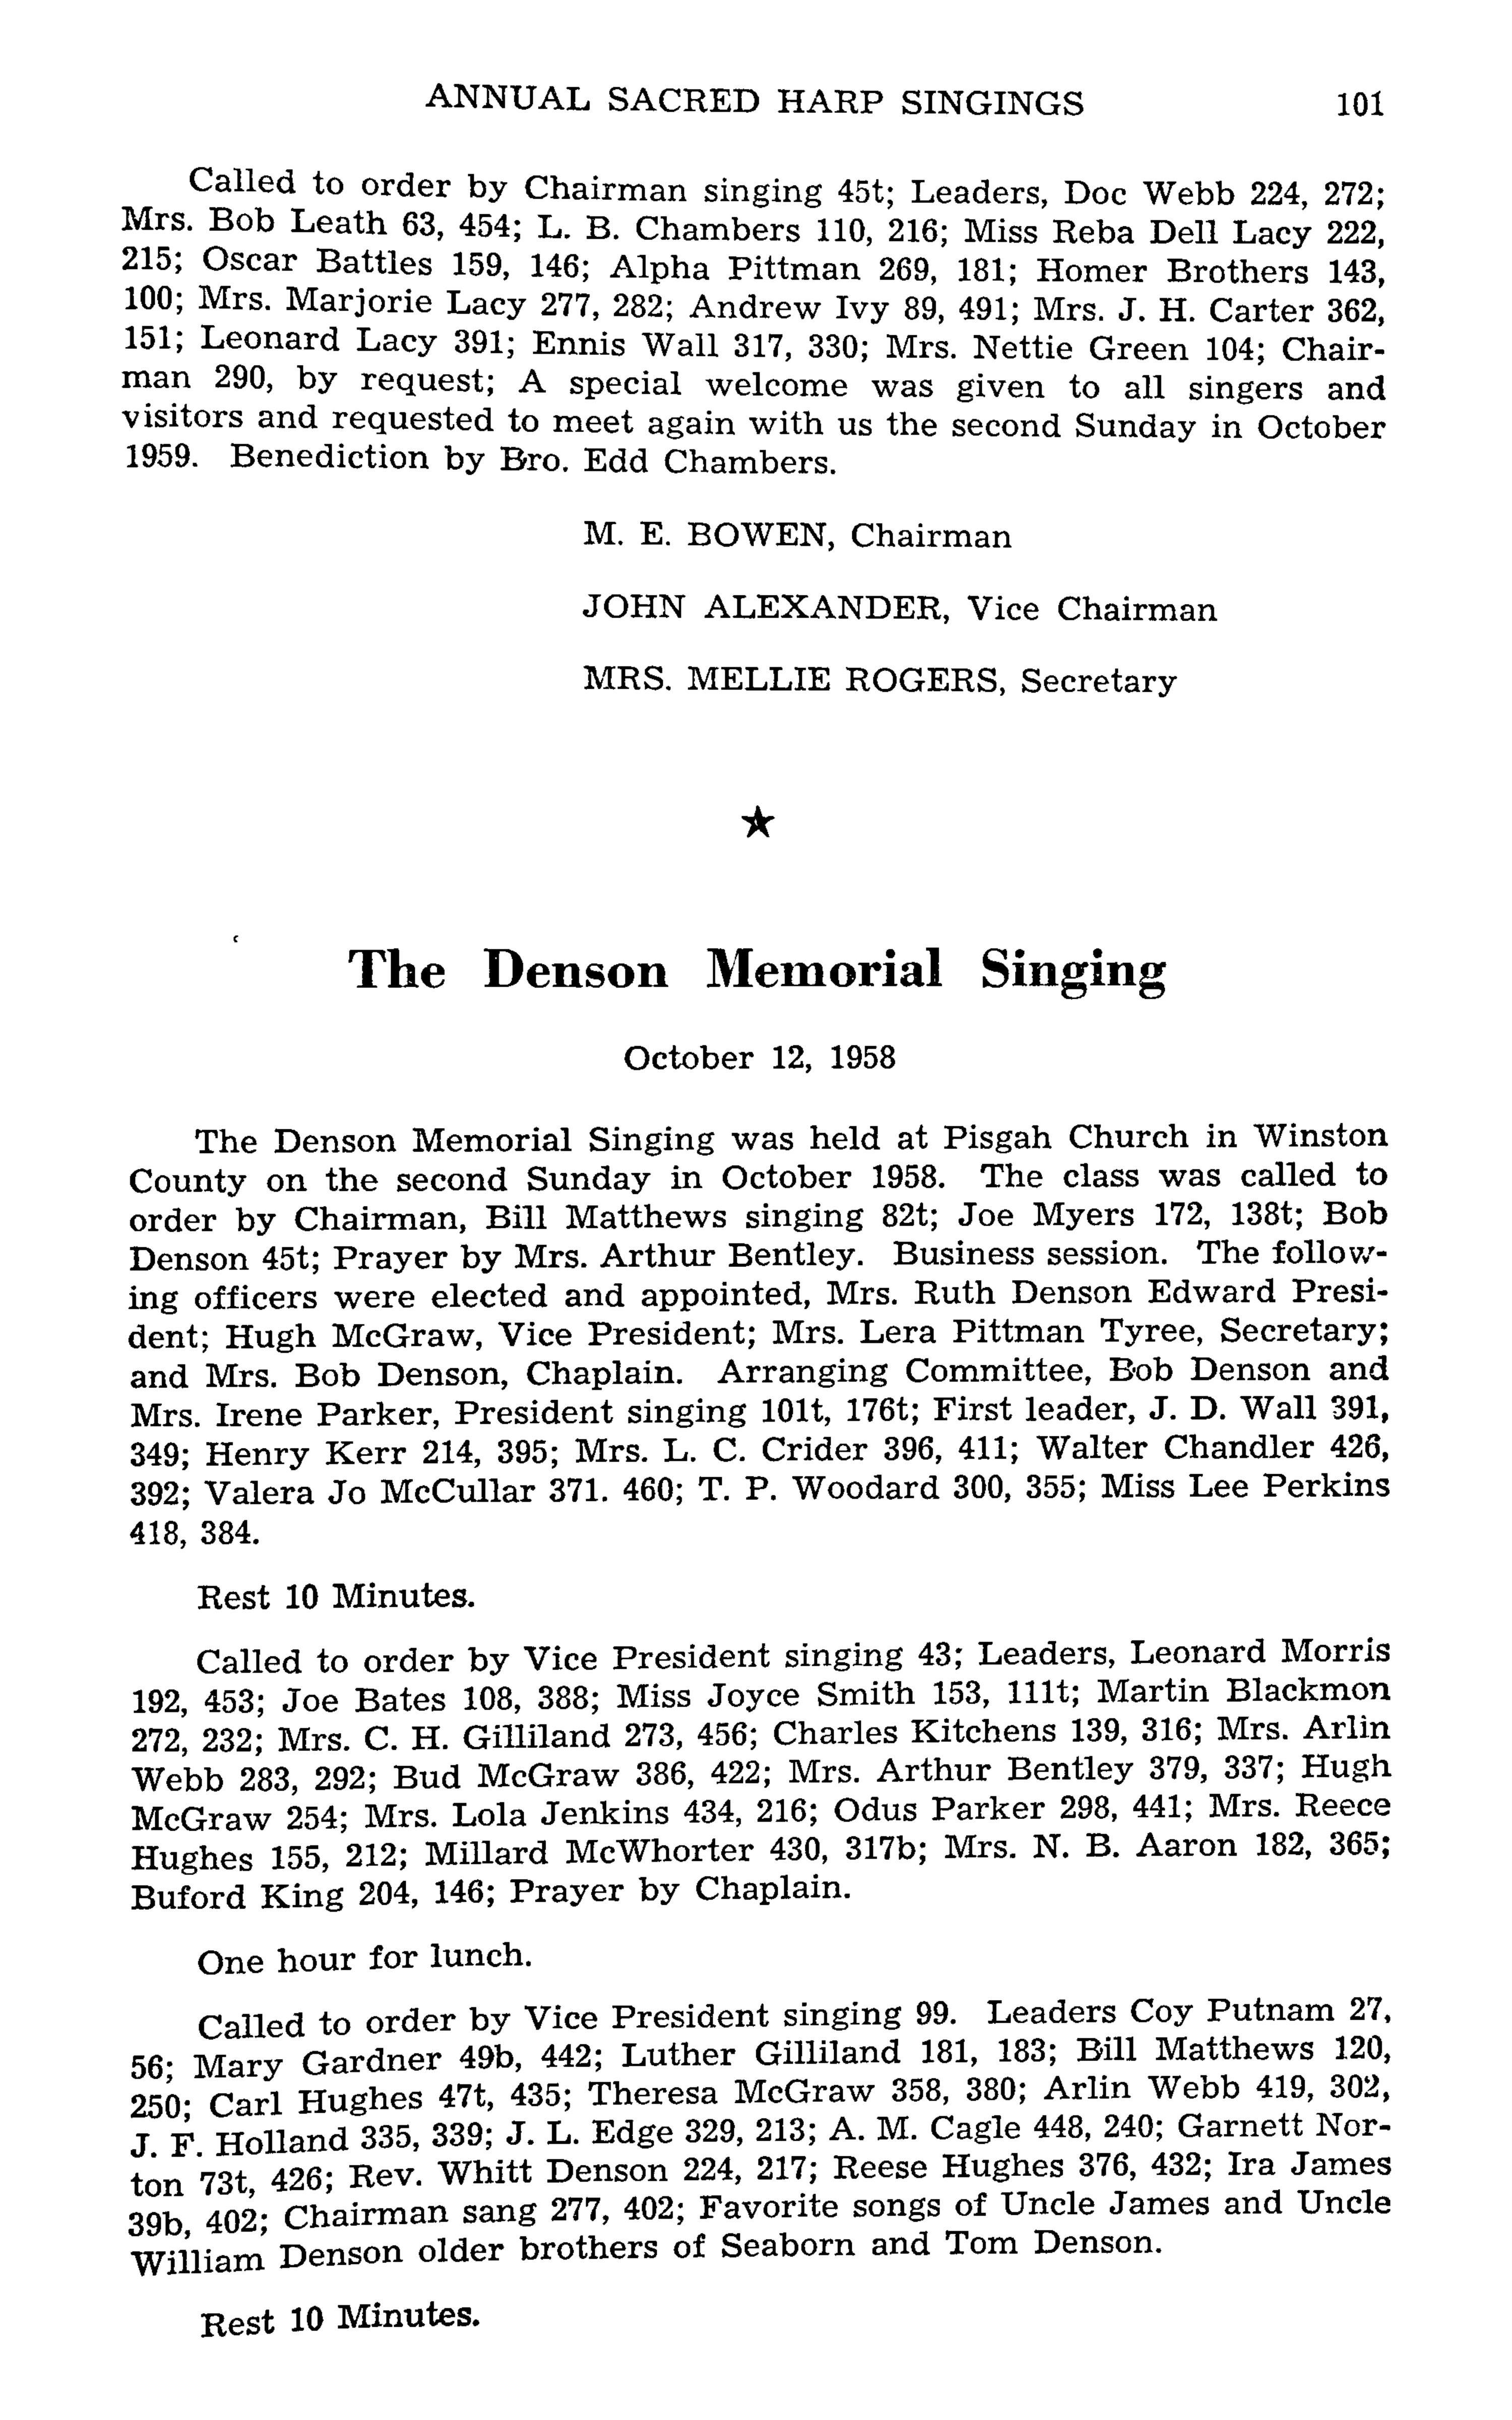 ANNUAL SACRED HARP SINGINGS 101
Called to order by Chairman singing 45t; Leaders, Doc Webb 224, 272;
Mrs. Bob Leath 63, 454; L. B. Chambers 110, 216; Miss Reba Dell Lacy 222,
215; Oscar Battles 159, 146; Alpha Pittman 269, 181; Homer Brothers 143,
100; Mrs. Marjorie Lacy 277, 282; Andrew Ivy 89, 491; Mrs. J. H. Carter 362,
151; Leonard Lacy 391; Ennis Wall 317, 330; Mrs. Nettie Green 104; Chair-
man 290, by request; A special welcome was given to all singers and
visitors and requested to meet again with us the second Sunday in October
1959. Benediction by Bro. Edd Chambers.
M. E. BOWEN, Chairman
JOHN ALEXANDER, Vice Chairman
MRS. MELLIE ROGERS, Secretary
The Denson Memorial Singing
October 12, 1958
The Denson Memorial Singing was held at Pisgah Church in Winston
County on the second Sunday in October 1958. The class was called to
order by Chairman, Bill Matthews singing 82t; Joe Myers 172, 138t; Bob
Denson 45t; Prayer by Mrs. Arthur Bentley. Business session. The follow-
ing officers were elected and appointed, Mrs. Ruth Denson Edward Presi-
dent; Hugh McGraw, Vice President; Mrs. Lera Pittman Tyree, Secretary;
and Mrs. Bob Denson, Chaplain. Arranging Committee, Bob Denson and
Mrs. Irene Parker, President singing 101t, 176t; First leader, J. D. Wall 391,
349; Henry Kerr 214, 395; Mrs. L. C. Crider 396, 411; Walter Chandler 426,
392; Valera Jo McCullar 371. 460; T. P. Woodard 300, 355; Miss Lee Perkins
418, 384.
Rest 10 Minutes.
Called to order by Vice President singing 43; Leaders, Leonard Morris
192, 453; Joe Bates 108, 388; Miss Joyce Smith 153, 111t; Martin Blackmon
272, 232; Mrs. C. H. Gilliland 273, 456; Charles Kitchens 139, 316; Mrs. Arlin
Webb 283, 292; Bud McGraw 386, 422; Mrs. Arthur Bentley 379, 337; Hugh
McGraw 254; Mrs. Lola Jenkins 434, 216; Odus Parker 298, 441; Mrs. Reece
Hughes 155, 212; Millard McWhorter 430, 317b; Mrs. N. B. Aaron 182, 365;
Buford King 204, 146; Prayer by Chaplain.
One hour for lunch.
Called to order by Vice President singing 99. Leaders Coy Putnam 27,
56; Mary Gardner 49b, 442; Luther Gilliland 181, 183; Bill Matthews 120,
250; Carl Hughes 47t, 435; Theresa McGraw 358, 380; Arlin Webb 419, 302,
J. F. Holland 335, 339; J. L. Edge 329, 213; A. M. Cagle 448, 240; Garnett Nor-
ton 73t, 426; Rev. Whitt Denson 224, 217; Reese Hughes 376, 432; Ira James
39b, 402; Chairman sang 277, 402; Favorite songs of Uncle James and Uncle
William Denson older brothers of Seaborn and Tom Denson.
Rest 10 Minutes.